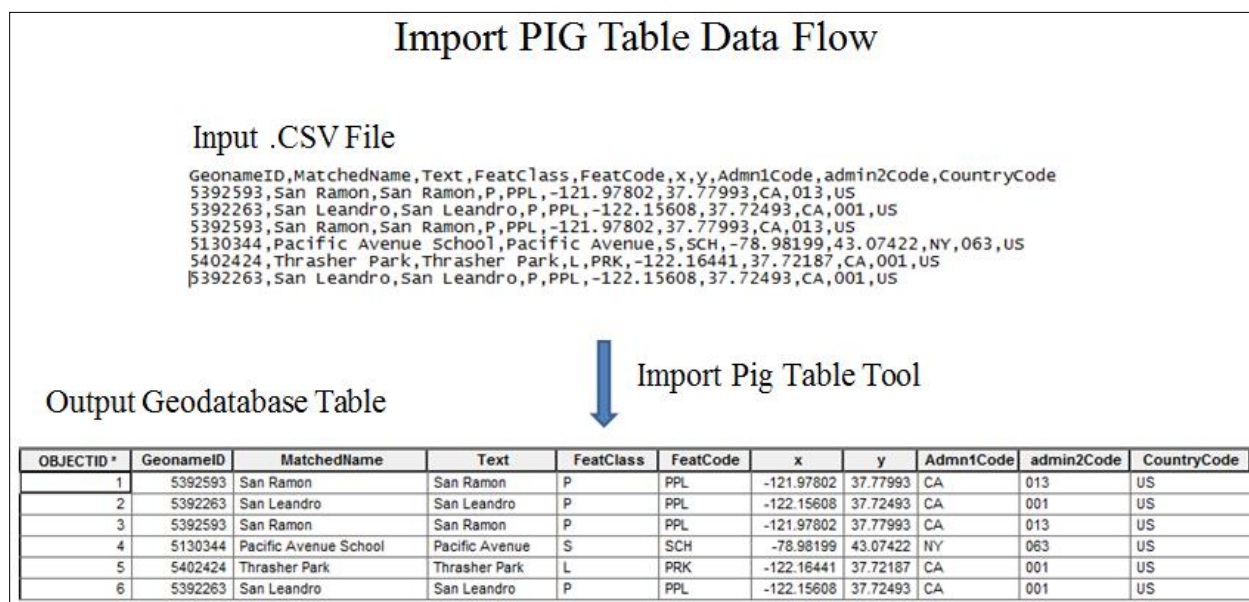 Import PIG Table Data Flow
Input .CSV File
GeonameID,MatchedName,Text,FeatClass,FeatCode,x,y,Admn1Code,admin2Code,CountryCode
5392593,San Ramon,San Ramon,P,PPL,-121.97802,37.77993,CA,013,US
5392263,San Leandro,San Leandro,P,PPL,-122.15608,37.72493,CA,001,US
5392593,San Ramon,San Ramon,P,PPL,-121.97802,37.77993,CA,013,US
5130344,Pacific Avenue School,Pacific Avenue,S,SCH,-78.98199,43.07422,NY,063,US
5402424,Thrasher Park,Thrasher Park,L,PRK,-122.16441,37.72187,CA,001,US
5392263,San Leandro,San Leandro,P,PPL,-122.15608,37.72493,CA,001,US
Import Pig Table Tool
Output Geodatabase Table
OBJECTID * GeonameID MatchedName Text FeatClass FeatCode x y Admn1Code admin2Code CountryCode
1 5392593 San Ramon San Ramon P PPL -121.97802 37.77993 CA 013 US
2 5392263 San Leandro San Leandro P PPL -122.15608 37.72493 CA 001 US
3 5392593 San Ramon San Ramon P PPL -121.97802 37.77993 CA 013 US
4 5130344 Pacific Avenue School Pacific Avenue S SCH -78.98199 43.07422 NY 063 US
5 5402424 Thrasher Park Thrasher Park L PRK -122.16441 37.72187 CA 001 US
6 5392263 San Leandro San Leandro P PPL -122.15608 37.72493 CA 001 US